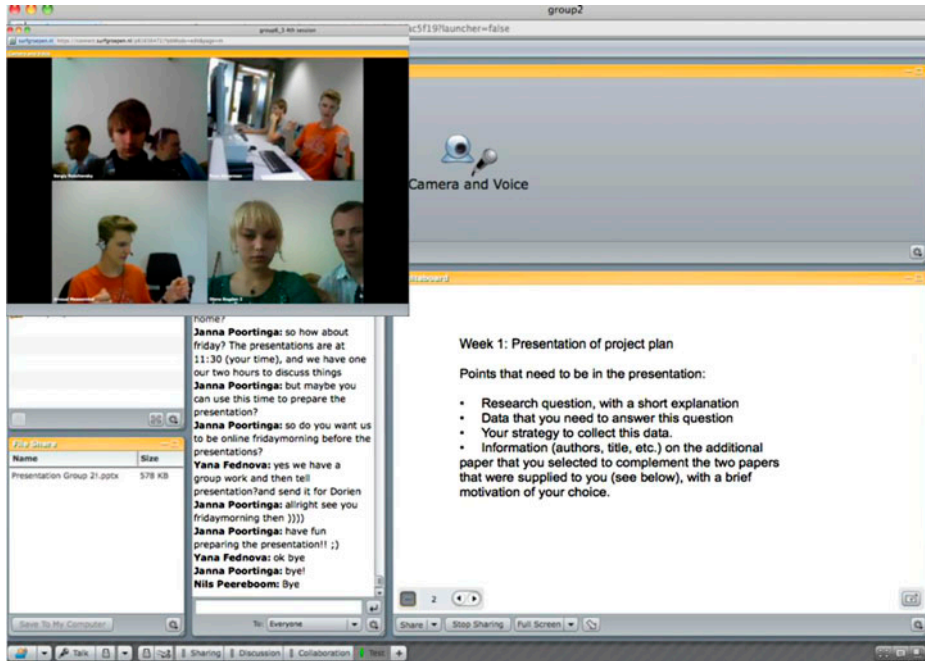 group2
group8_3 4th session
ac5f19?launcher=false
Camera and Voice
home?
Janna Poortinga: so how about
friday? The presentations are at
11:30 (your time), and we have one
our two hours to discuss things
Janna Poortinga: but maybe you
can use this time to prepare the
presentation?
Janna Poortinga: so do you want us
to be online fridaymorning before the
presentations?
Yana Fednova: yes we have a
group work and then tell
presentation?and send it for Dorien
Janna Poortinga: allright see you
fridaymorning then ))))
Janna Poortinga: have fun
preparing the presentation!! ;)
Yana Fednova: ok bye
Janna Poortinga: bye!
Nils Peereboom: Bye
To: Everyone
File Share
Name Size
Presentation Group 2!.pptx 578 KB
Save To My Computer
Week 1: Presentation of project plan
Points that need to be in the presentation:
• Research question, with a short explanation
• Data that you need to answer this question
• Your strategy to collect this data.
• Information (authors, title, etc.) on the additional
paper that you selected to complement the two papers
that were supplied to you (see below), with a brief
motivation of your choice.
2
Share Stop Sharing Full Screen
Talk Sharing Discussion Collaboration Test +